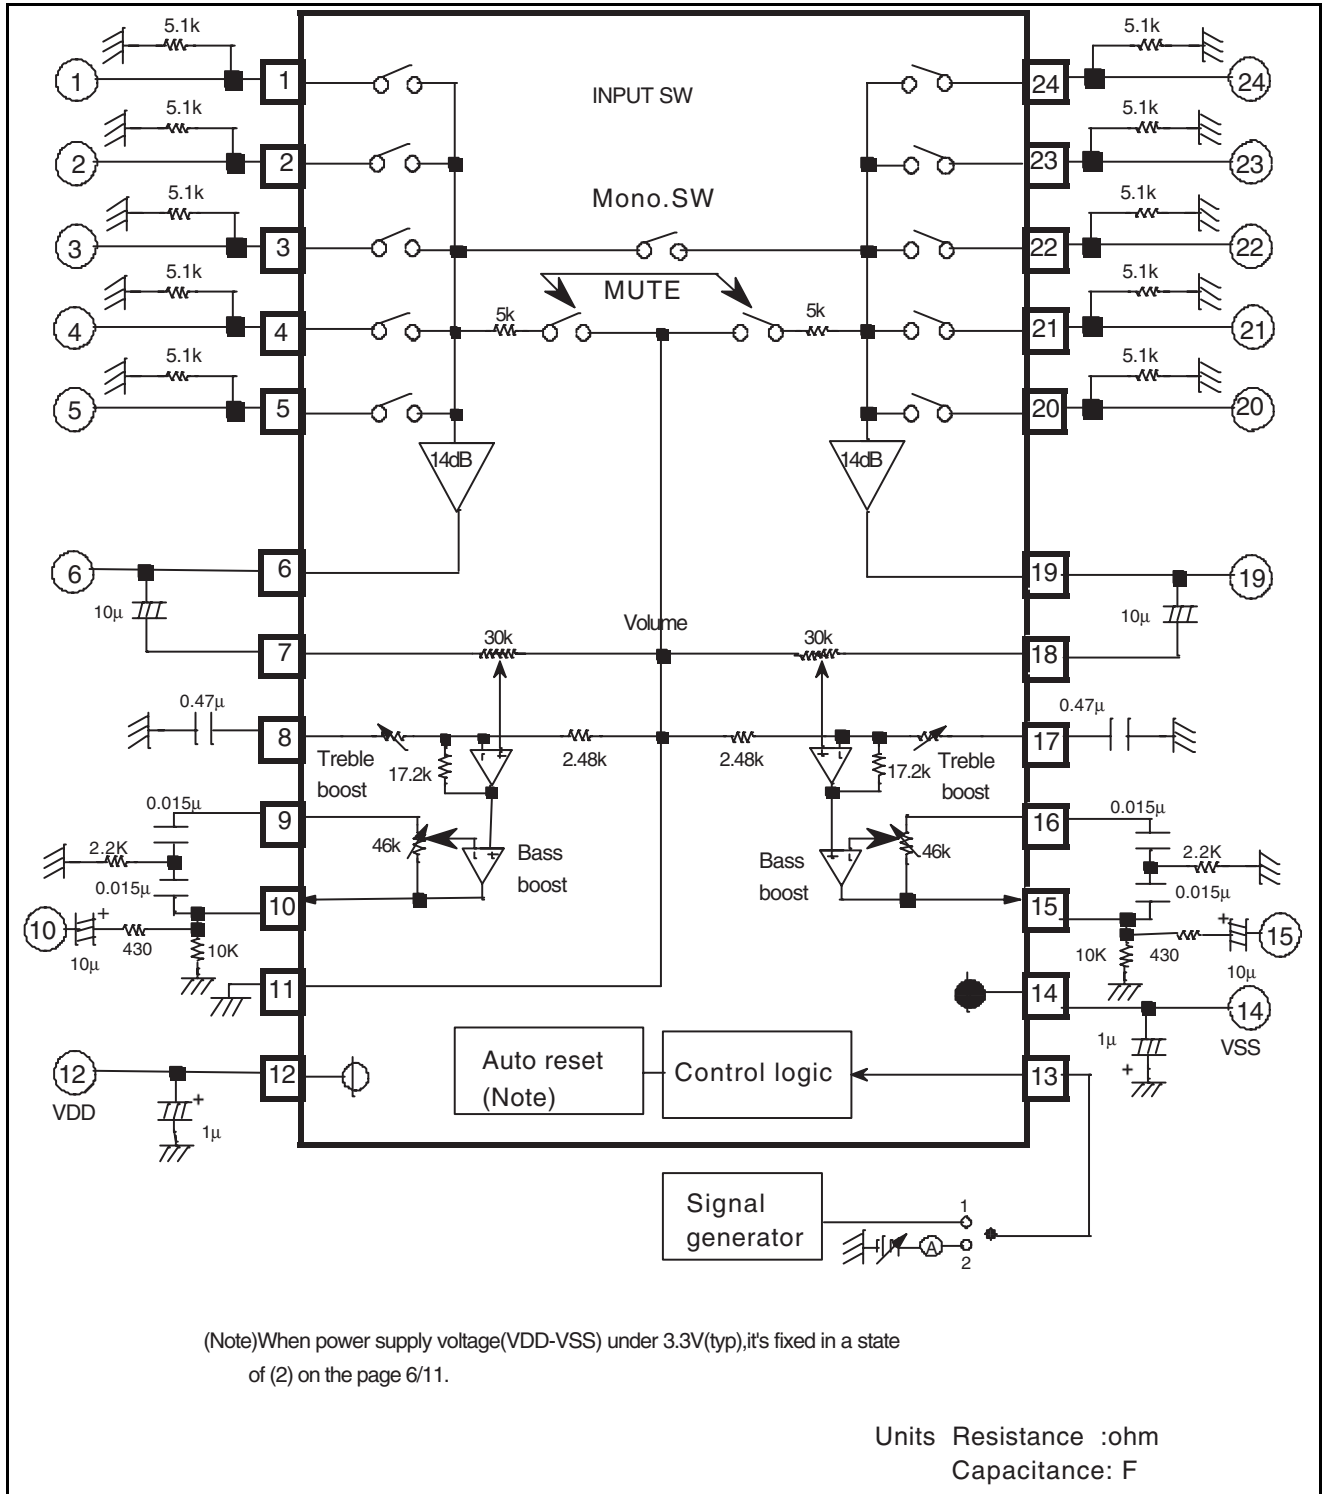 5.1k
5.1k
1
1
INPUT SW
24
24
5.1k
5.1k
2
2
23
23
5.1k
5.1k
Mono.SW
3
3
22
22
5.1k
5.1k
MUTE
4
4
5k
5k
21
21
5.1k
5.1k
5
5
20
20
14dB
14dB
6
6
19
19
10µ
10µ
Volume
7
30k
30k
18
0.47µ
0.47µ
8
17
Treble
boost
17.2k
2.48k
2.48k
17.2k
Treble
boost
0.015µ
0.015µ
9
16
2.2K
46k
Bass
boost
Bass
boost
46k
2.2K
0.015µ
0.015µ
10
10
+
430
10K
10µ
15
15
+
10K
430
10µ
11
14
14
VSS
1µ
+
12
VDD
12
+
1µ
Auto reset
(Note)
Control logic
13
Signal
generator
1
A
2
(Note)When power supply voltage(VDD-VSS) under 3.3V(typ),it's fixed in a state
of (2) on the page 6/11.
Units Resistance :ohm
Capacitance: F